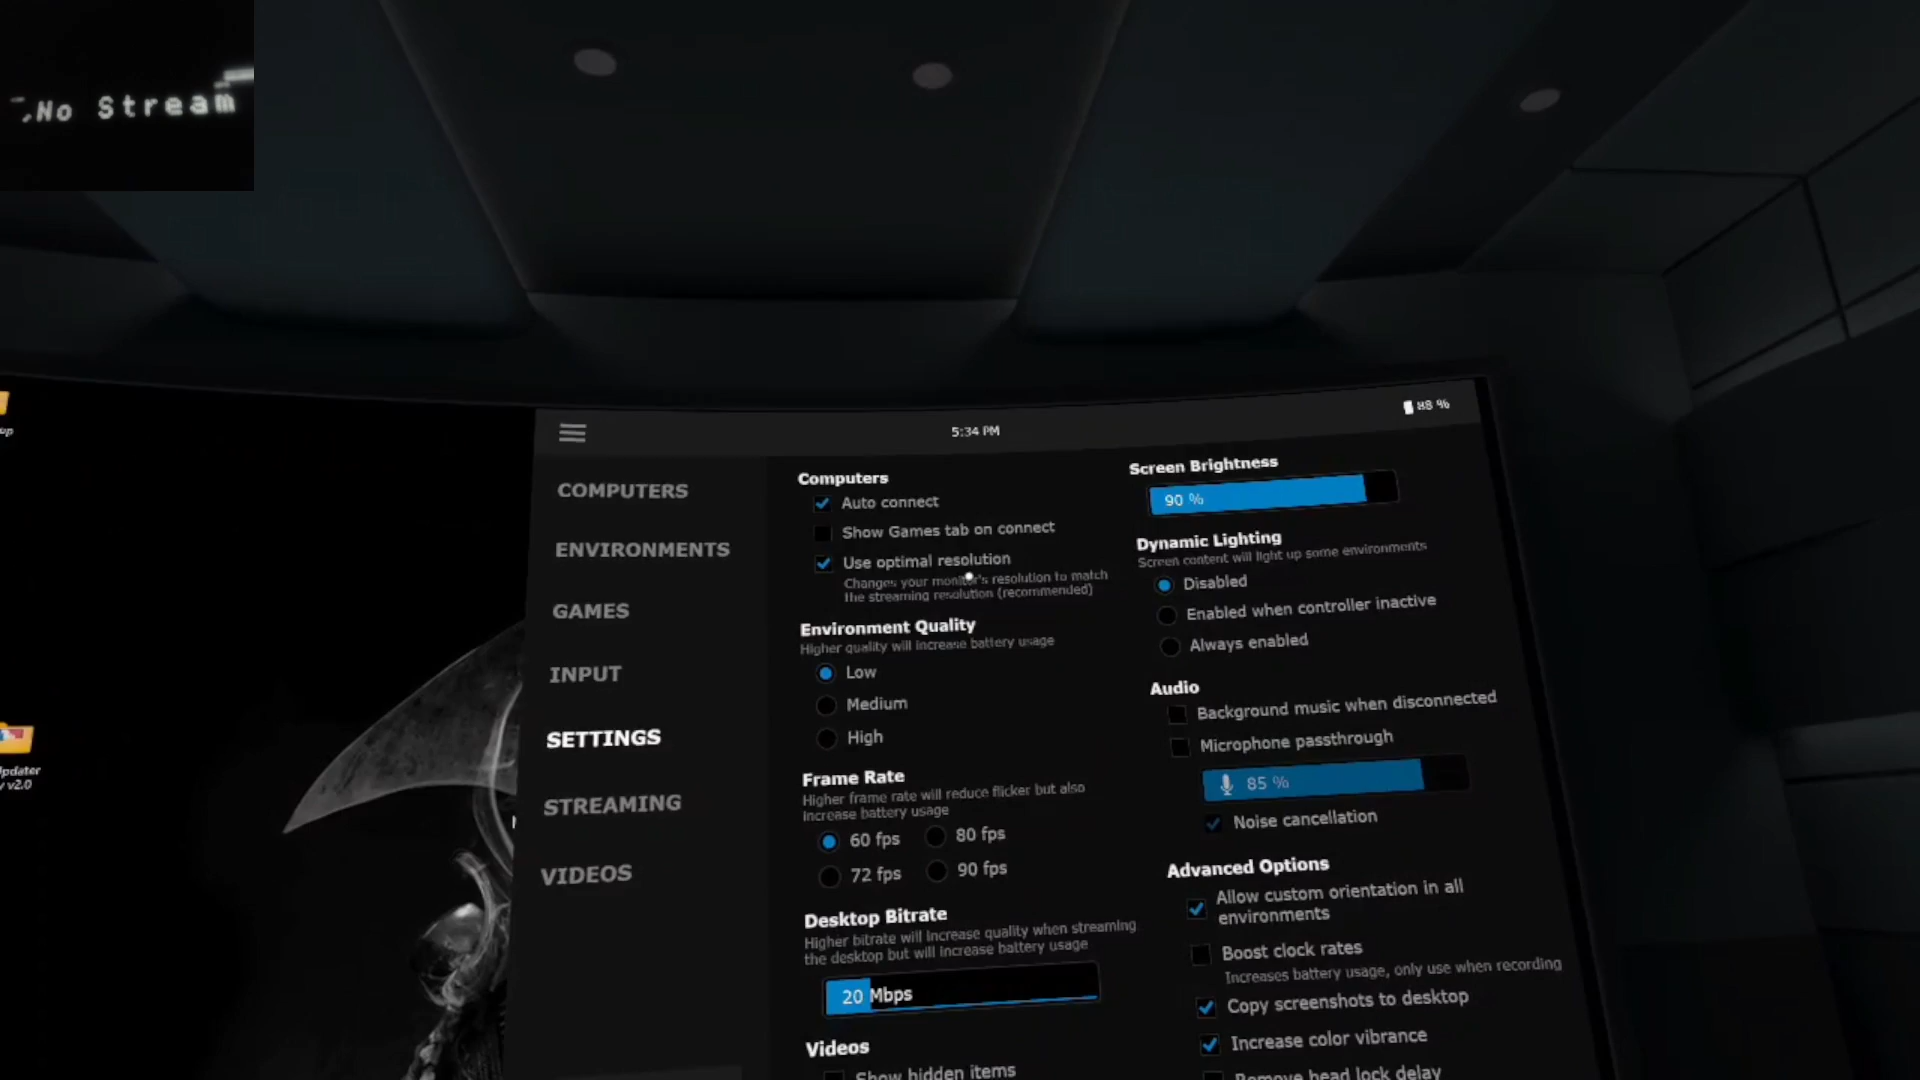 No Stream
up
Updater
y v2.0
5:34 PM
88 %
COMPUTERS
ENVIRONMENTS
GAMES
INPUT
SETTINGS
STREAMING
VIDEOS
Computers
Auto connect
Show Games tab on connect
Use optimal resolution
Changes your monitor's resolution to match
the streaming resolution (recommended)
Environment Quality
Higher quality will increase battery usage
Low
Medium
High
Frame Rate
Higher frame rate will reduce flicker but also
increase battery usage
60 fps
80 fps
72 fps
90 fps
Desktop Bitrate
Higher bitrate will increase quality when streaming
the desktop but will increase battery usage
20 Mbps
Videos
Show hidden items
Screen Brightness
90 %
Dynamic Lighting
Screen content will light up some environments
Disabled
Enabled when controller inactive
Always enabled
Audio
Background music when disconnected
Microphone passthrough
85 %
Noise cancellation
Advanced Options
Allow custom orientation in all
environments
Boost clock rates
Increases battery usage, only use when recording
Copy screenshots to desktop
Increase color vibrance
Remove head lock delay